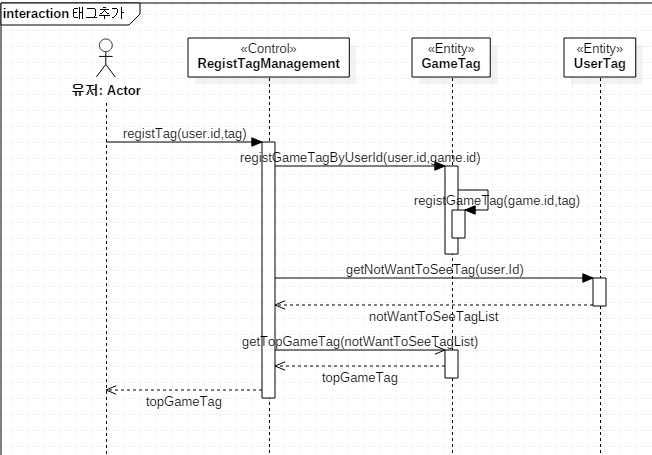 interaction 태그추가
«Control»
RegistTagManagement
«Entity»
GameTag
«Entity»
UserTag
유저: Actor
registTag(user.id,tag)
registGameTagByUserId(user.id,game.id)
registGameTag(game.id,tag)
getNotWantToSeeTag(user.Id)
notWantToSeeTagList
getTopGameTag(notWantToSeeTagList)
topGameTag
topGameTag